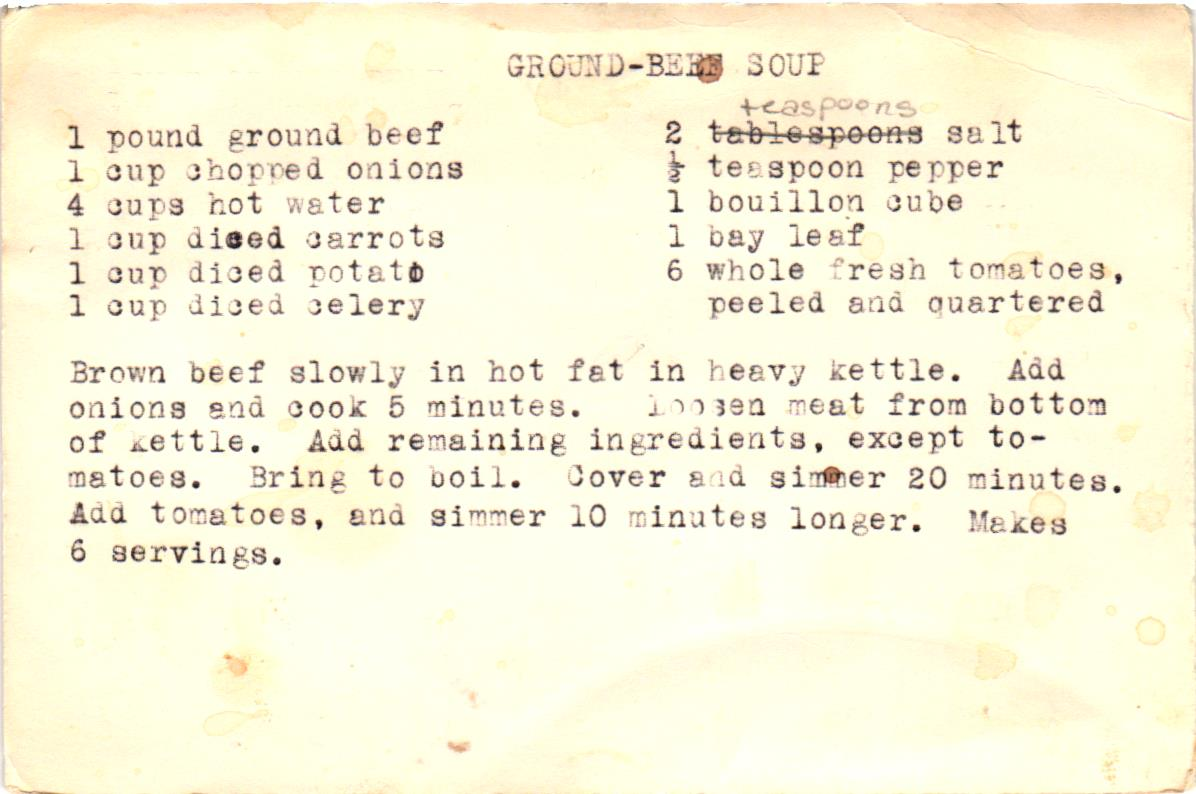 GROUND-BEEF SOUP
1 pound ground beef
1 cup chopped onions
4 cups hot water
1 cup diced carrots
1 cup diced potato
1 cup diced celery
teaspoons
2 tablespoons salt
½ teaspoon pepper
1 bouillon cube
1 bay leaf
6 whole fresh tomatoes,
peeled and quartered
Brown beef slowly in hot fat in heavy kettle. Add
onions and cook 5 minutes. Loosen meat from bottom
of kettle. Add remaining ingredients, except to-
matoes. Bring to boil. Cover and simmer 20 minutes.
Add tomatoes, and simmer 10 minutes longer. Makes
6 servings.